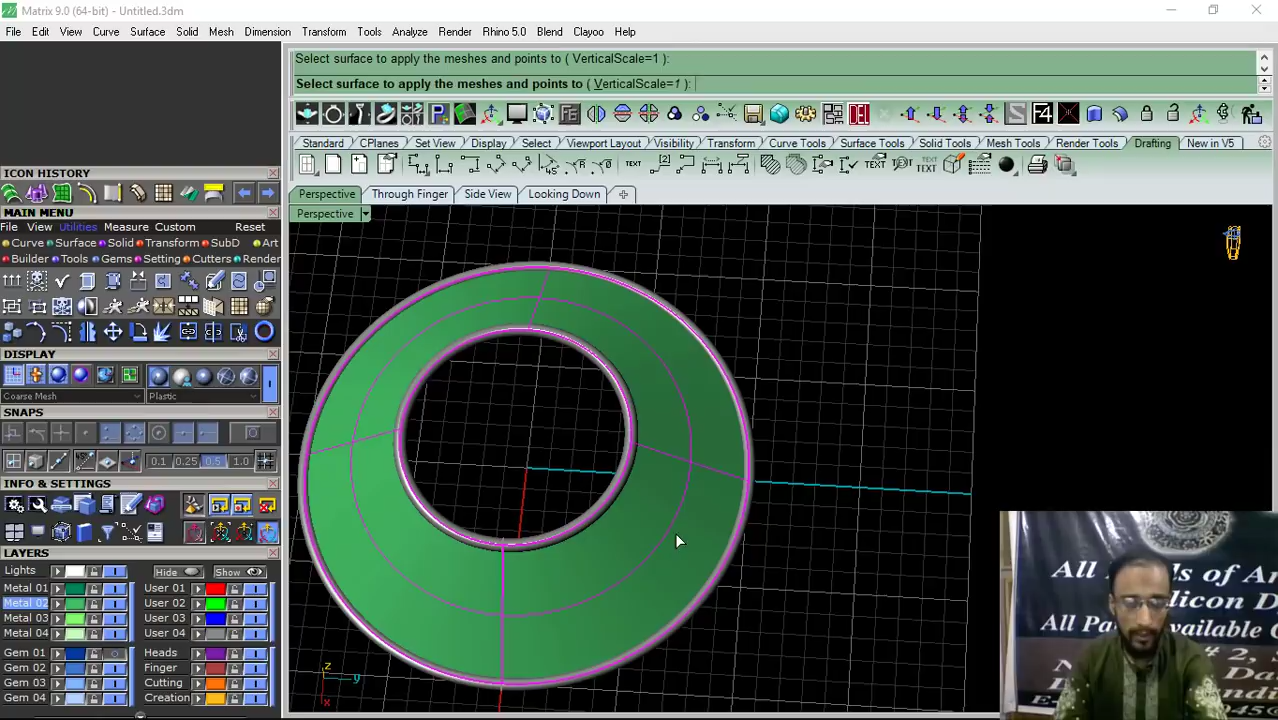 Matrix 9.0 (64-bit) - Untitled.3dm
File Edit View Curve Surface Solid Mesh Dimension Transform Tools Analyze Render Rhino 5.0 Blend Clayoo Help
Select surface to apply the meshes and points to ( VerticalScale=1 ):
Select surface to apply the meshes and points to ( VerticalScale=1 ):
Standard CPlanes Set View Display Select Viewport Layout Visibility Transform Curve Tools Surface Tools Solid Tools Mesh Tools Render Tools Drafting New in V5
ICON HISTORY
Perspective Through Finger Side View Looking Down
MAIN MENU
Perspective
File View Utilities Measure Custom Reset
Curve Surface Solid Transform SubD Art
Builder Tools Gems Setting Cutters Render
DISPLAY
Coarse Mesh Plastic
SNAPS
0.1 0.25 0.5 1.0
INFO & SETTINGS
LAYERS
Lights Hide Show
Metal 01 User 01
Metal 02 User 02
Metal 03 User 03
Metal 04 User 04
Gem 01 Heads
Gem 02 Finger
Gem 03 Cutting
Gem 04 Creation
z
y
x
All
of Ar
licon D
All Pa
Available